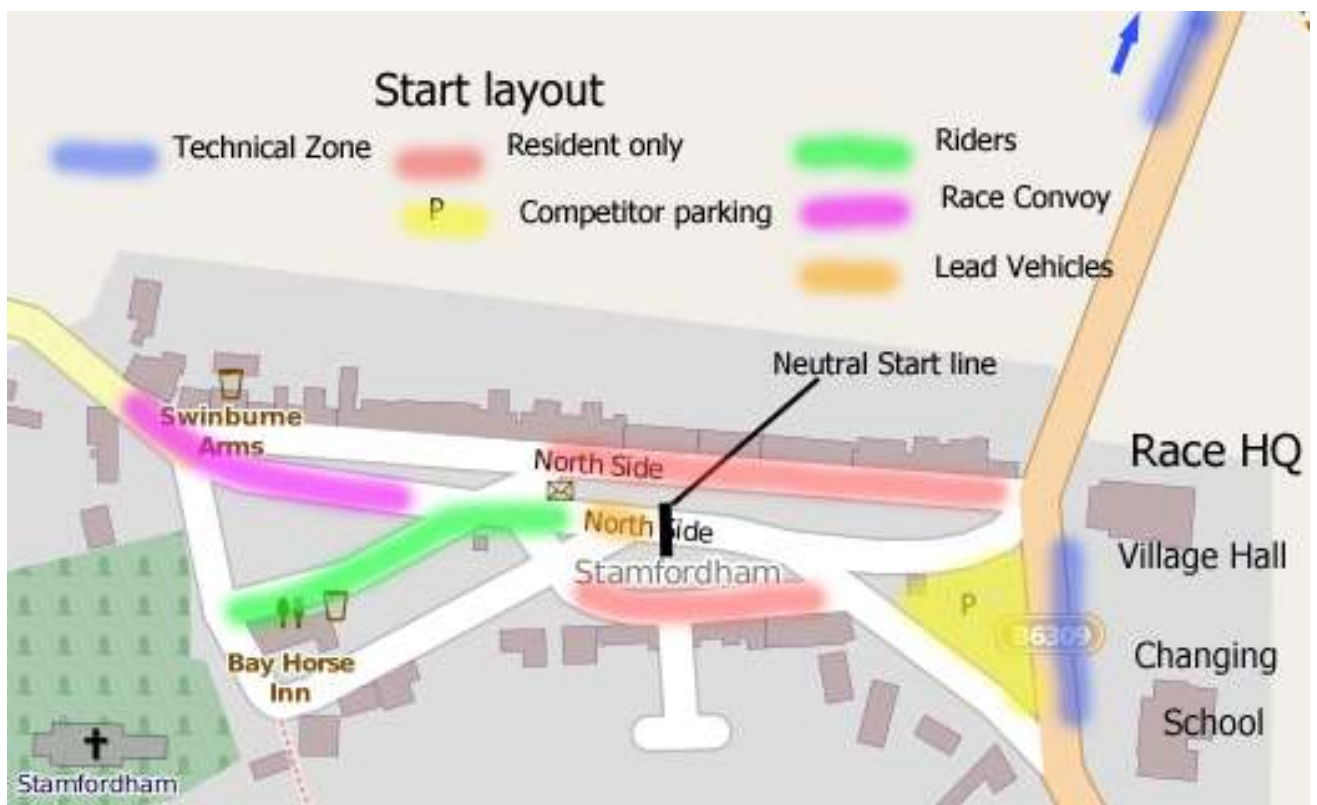 Start layout
Technical Zone
Resident only
Riders
P
Competitor parking
Race Convoy
Lead Vehicles
Neutral Start line
Swinburne
Arms
Race HQ
North Side
North Side
Village Hall
Stamfordham
P
B6309
Bay Horse
Inn
Changing
School
Stamfordham